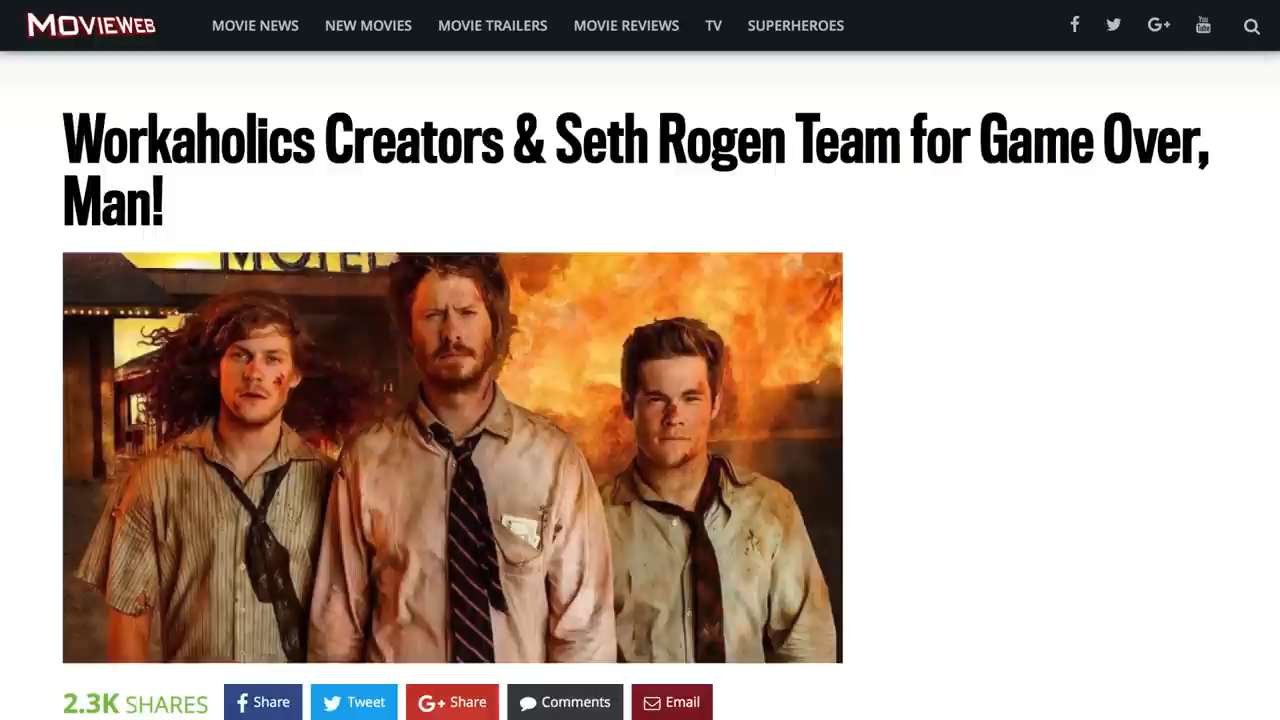 MOVIEWEB
MOVIE NEWS NEW MOVIES MOVIE TRAILERS MOVIE REVIEWS TV SUPERHEROES
Workaholics Creators & Seth Rogen Team for Game Over,
Man!
MOTEL
2.3K SHARES Share Tweet Share Comments Email